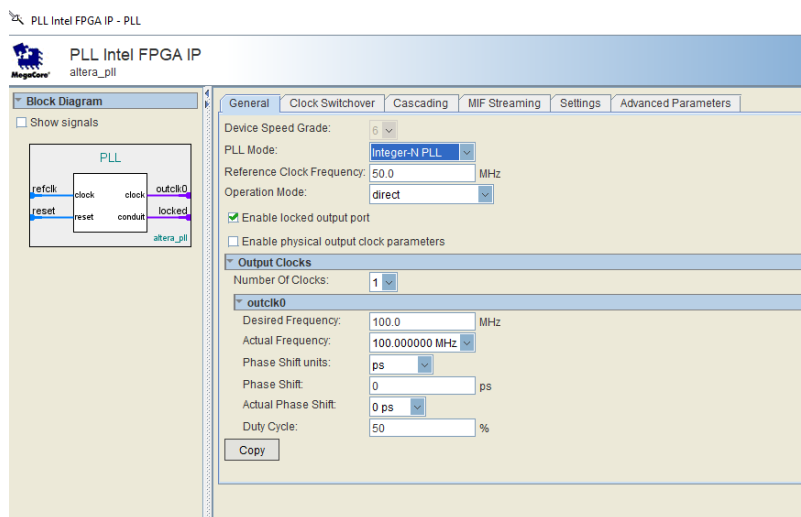 PLL Intel FPGA IP - PLL
PLL Intel FPGA IP
altera_pll
MegaCore'
Block Diagram
Show signals
PLL
refclk
clock
clock
outclk0
reset
reset
conduit
locked
altera_pll
General
Clock Switchover
Cascading
MIF Streaming
Settings
Advanced Parameters
Device Speed Grade: 6
PLL Mode: Integer-N PLL
Reference Clock Frequency: 50.0 MHz
Operation Mode: direct
Enable locked output port
Enable physical output clock parameters
Output Clocks
Number Of Clocks: 1
outclk0
Desired Frequency: 100.0 MHz
Actual Frequency: 100.000000 MHz
Phase Shift units: ps
Phase Shift: 0 ps
Actual Phase Shift: 0 ps
Duty Cycle: 50 %
Copy